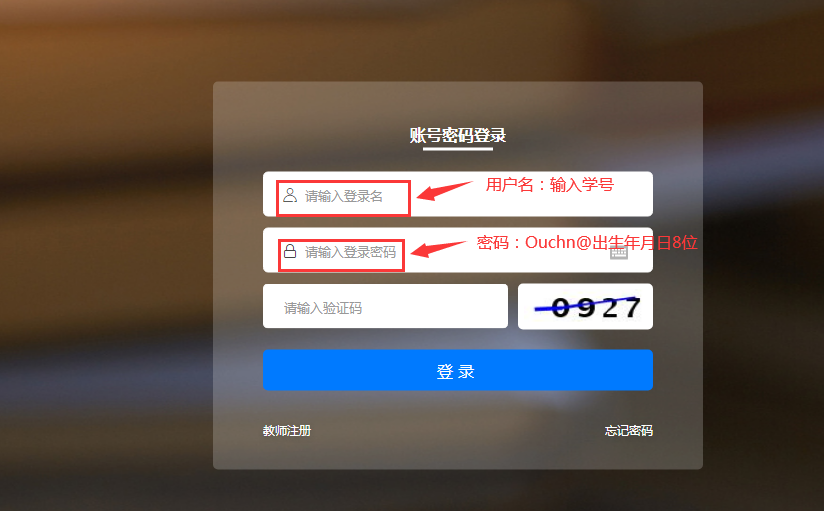 账号密码登录
请输入登录名
用户名：输入学号
请输入登录密码
密码：Ouchn@出生年月日8位
请输入验证码
0927
登 录
教师注册
忘记密码